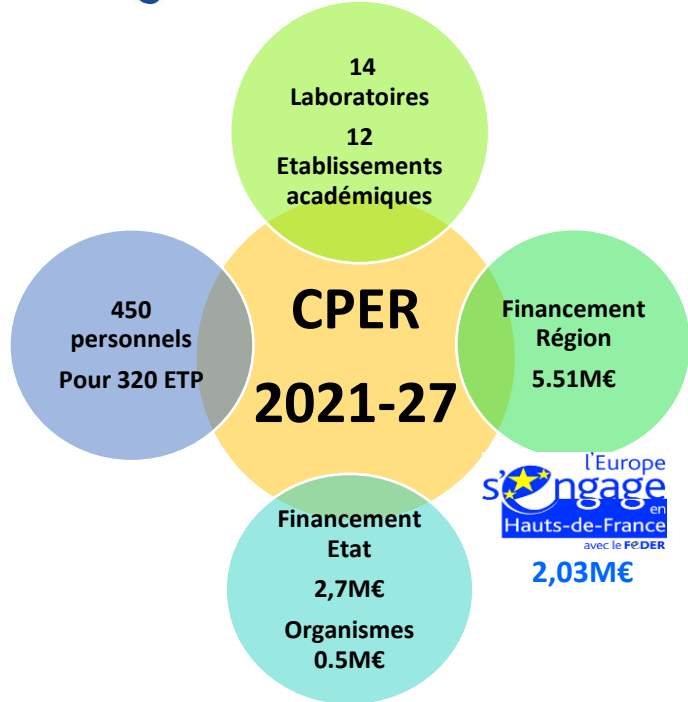 14
Laboratoires
12
Etablissements
académiques
CPER
2021-27
450
personnels
Pour 320 ETP
Financement
Région
5.51M€
l'Europe
s'engage
en
Hauts-de-France
avec le FEDER
2,03M€
Financement
Etat
2,7M€
Organismes
0.5M€